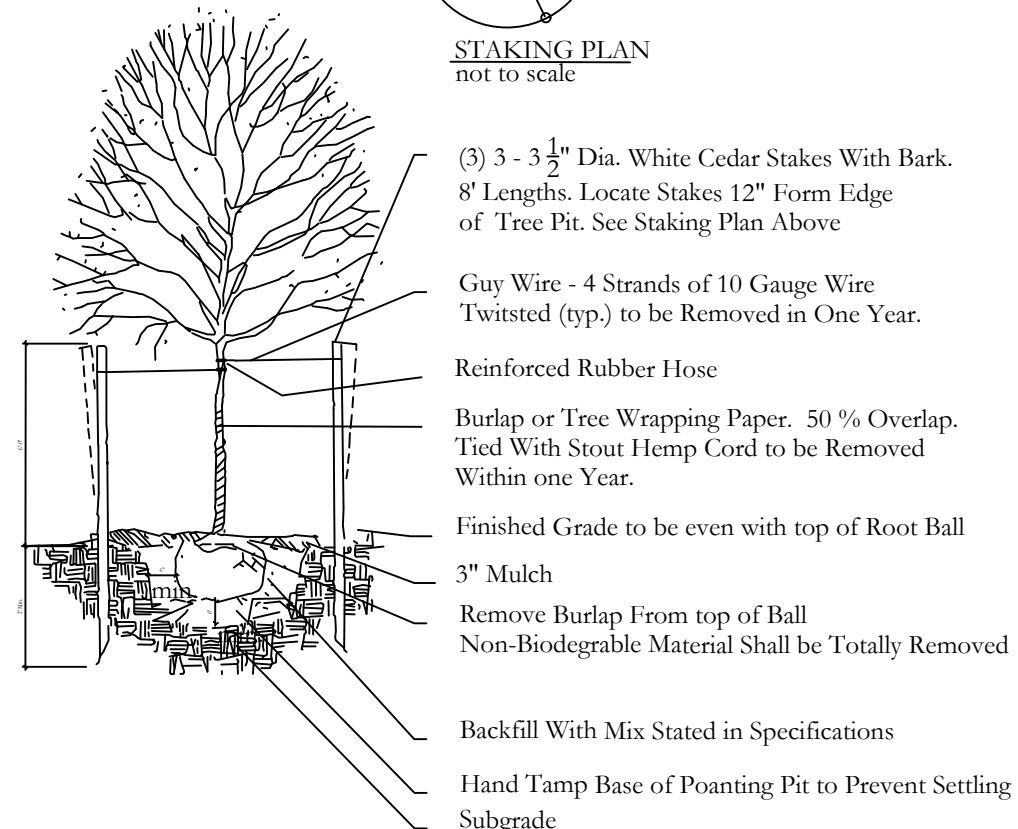 STAKING PLAN
not to scale
(3) 3 - 3 1/2" Dia. White Cedar Stakes With Bark.
8' Lengths. Locate Stakes 12" Form Edge
of Tree Pit. See Staking Plan Above
Guy Wire - 4 Strands of 10 Gauge Wire
Twitsted (typ.) to be Removed in One Year.
Reinforced Rubber Hose
Burlap or Tree Wrapping Paper. 50 % Overlap.
Tied With Stout Hemp Cord to be Removed
Within one Year.
Finished Grade to be even with top of Root Ball
3" Mulch
min
Remove Burlap From top of Ball
Non-Biodegrable Material Shall be Totally Removed
Backfill With Mix Stated in Specifications
Hand Tamp Base of Poanting Pit to Prevent Settling
Subgrade